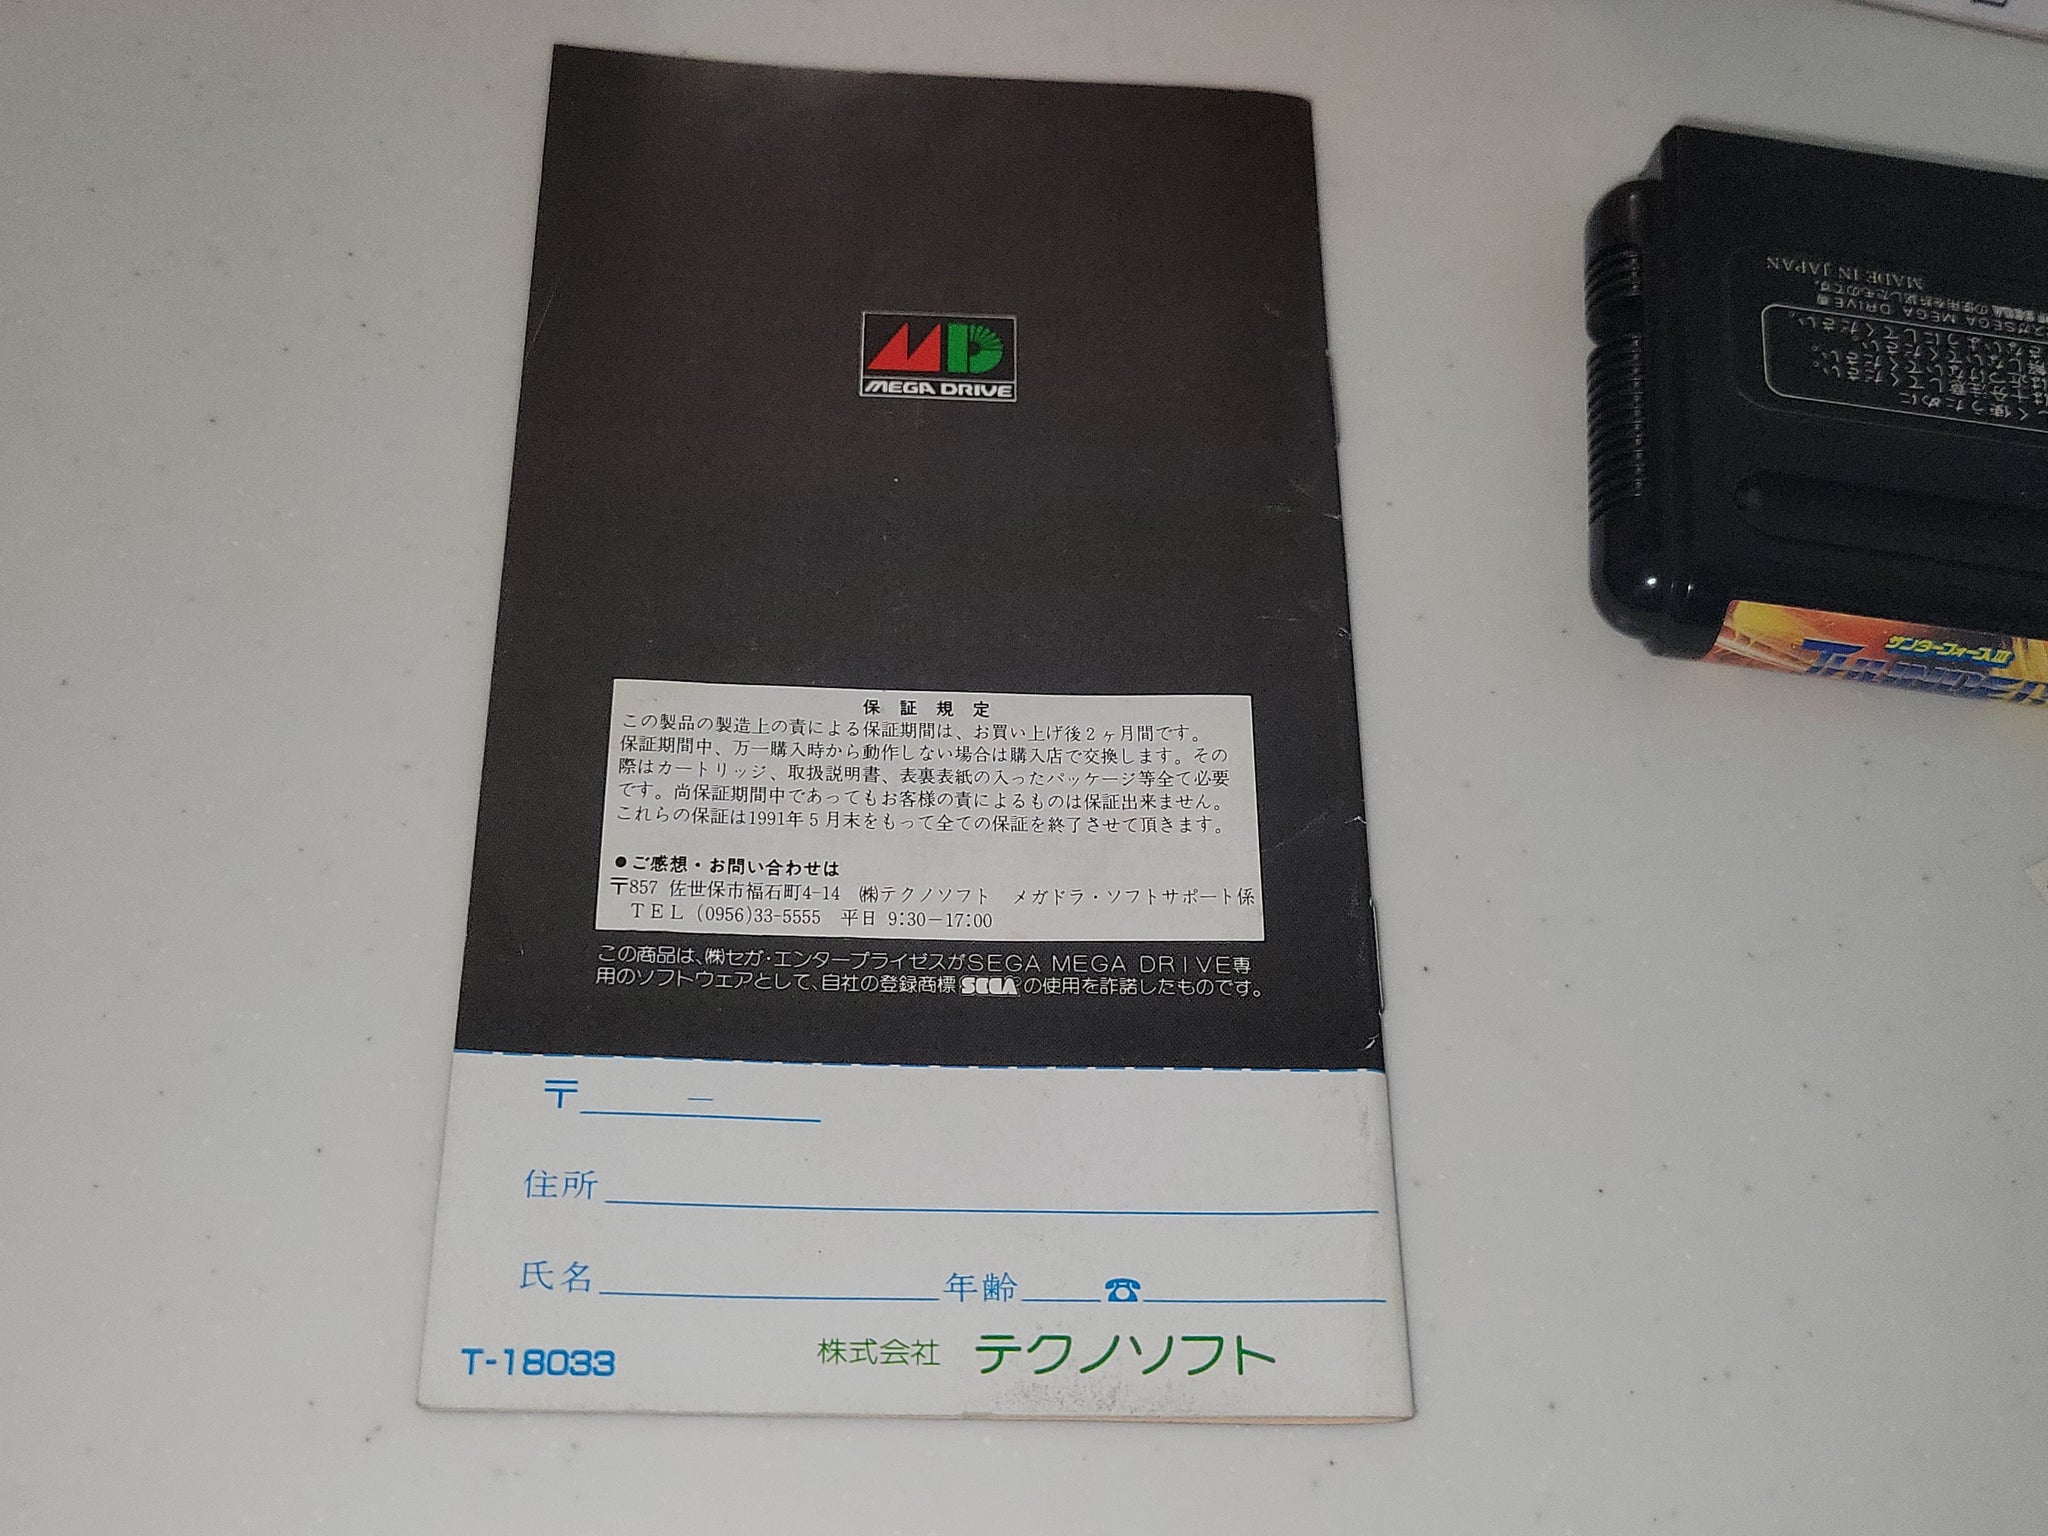 MEGA DRIVE
保証規定
この製品の製造上の責による保証期間は、お買い上げ後2ヶ月間です。
保証期間中、万一購入時から動作しない場合は購入店で交換します。その
際はカートリッジ、取扱説明書、表裏表紙の入ったパッケージ等全て必要
です。尚保証期間中であってもお客様の責によるものは保証出来ません。
これらの保証は1991年5月末をもって全ての保証を終了させて頂きます。
●ご感想・お問い合わせは
〒857 佐世保市福石町4-14 ㈱テクノソフト メガドラ・ソフトサポート係
TEL (0956)33-5555 平日 9:30−17:00
この商品は、㈱セガ・エンタープライゼスがSEGA MEGA DRIVE専
用のソフトウェアとして、自社の登録商標SEGAの使用を許諾したものです。
〒 −
住所
氏名 年齢 ☎
T-18033 株式会社 テクノソフト
MADE IN JAPAN
サンダーフォースIII